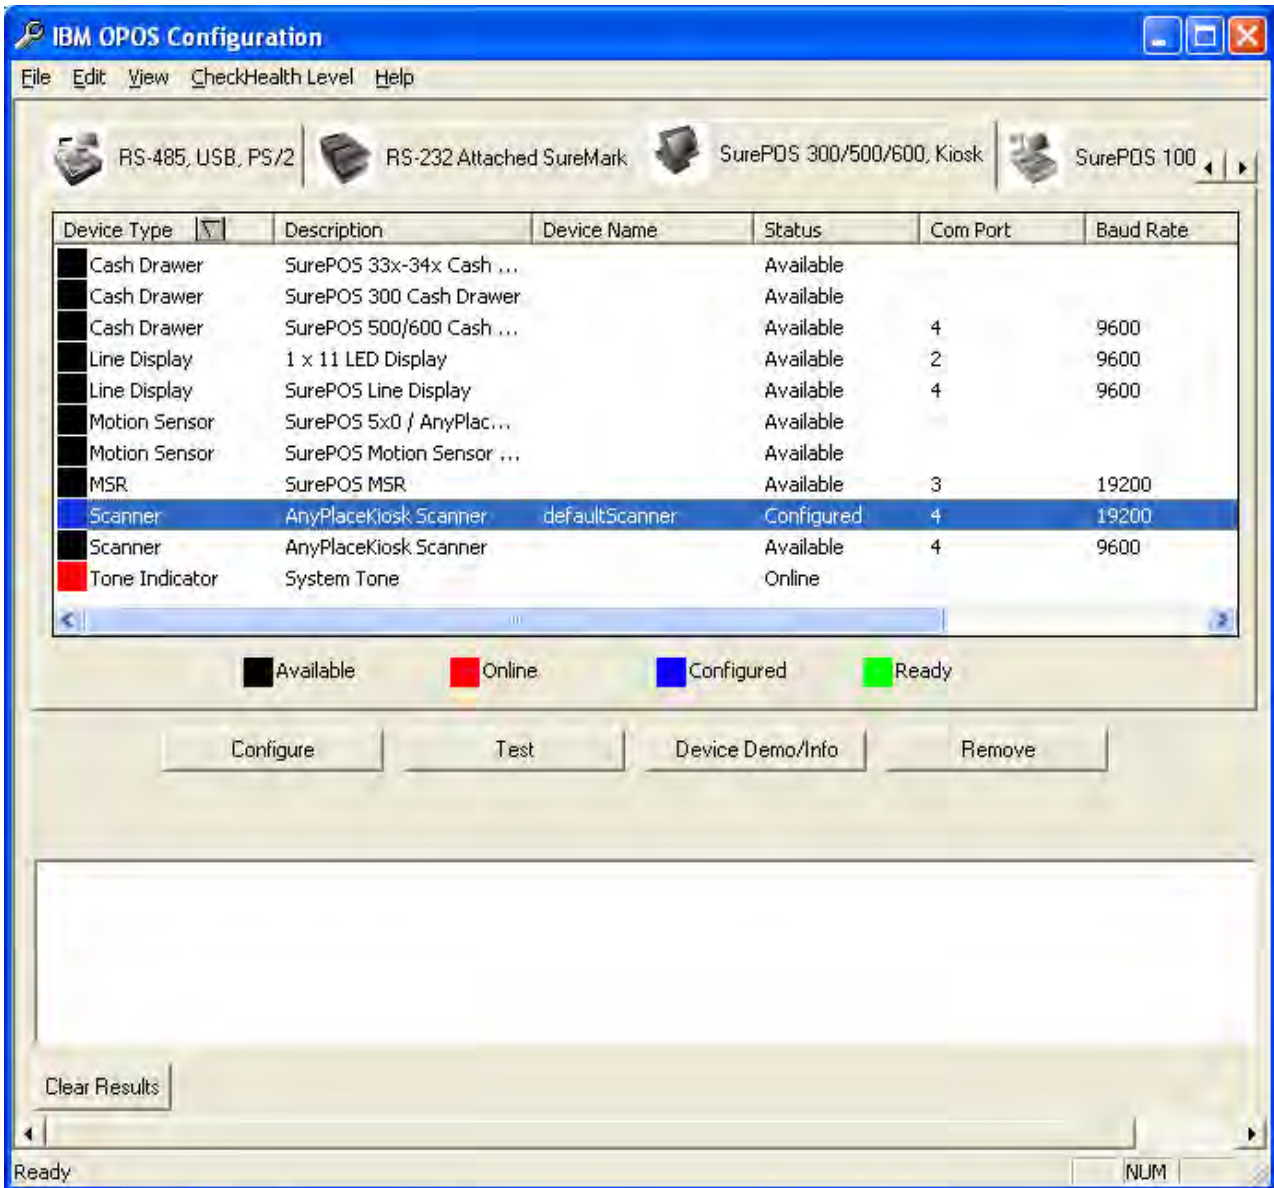 IBM OPOS Configuration
File Edit View CheckHealth Level Help
RS-485, USB, PS/2 RS-232 Attached SureMark SurePOS 300/500/600, Kiosk SurePOS 100
Device Type Description Device Name Status Com Port Baud Rate
Cash Drawer SurePOS 33x-34x Cash ... Available
Cash Drawer SurePOS 300 Cash Drawer Available
Cash Drawer SurePOS 500/600 Cash ... Available 4 9600
Line Display 1 x 11 LED Display Available 2 9600
Line Display SurePOS Line Display Available 4 9600
Motion Sensor SurePOS 5x0 / AnyPlac... Available
Motion Sensor SurePOS Motion Sensor ... Available
MSR SurePOS MSR Available 3 19200
Scanner AnyPlaceKiosk Scanner defaultScanner Configured 4 19200
Scanner AnyPlaceKiosk Scanner Available 4 9600
Tone Indicator System Tone Online
Available Online Configured Ready
Configure Test Device Demo/Info Remove
Clear Results
Ready NUM